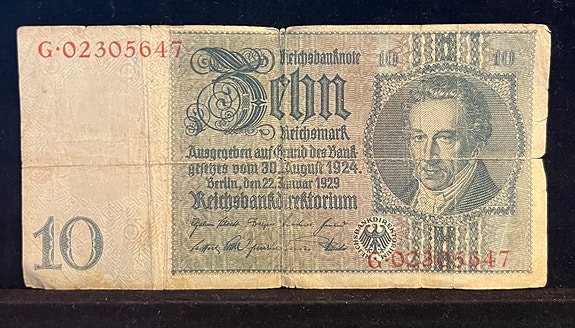 G·02305647
Reichsbanknote
10 10
Zehn
Reichsmark
Ausgegeben auf Grund des Bank
gesetzes vom 30. August 1924.
Berlin, den 22. Januar 1929
Reichsbankdirektorium
10
G·02305647